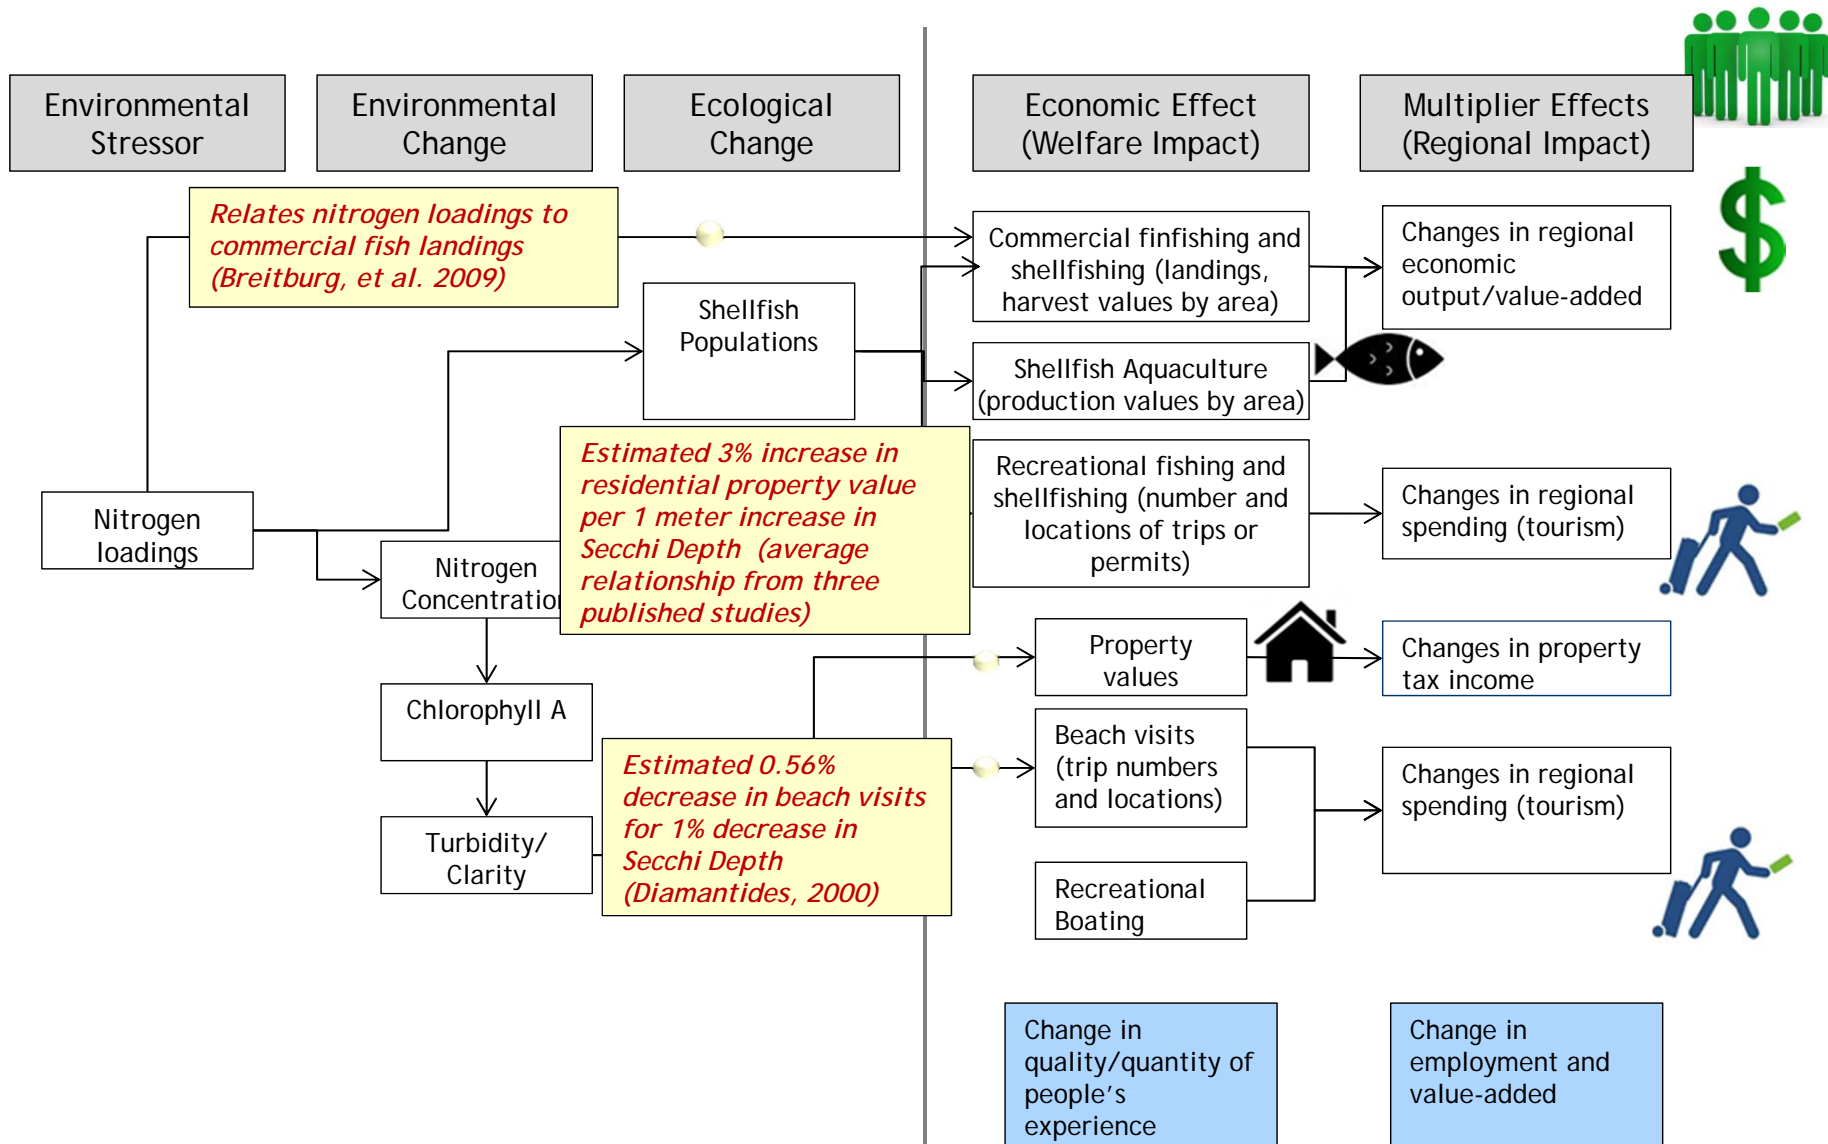 Environmental
Stressor
Environmental
Change
Ecological
Change
Economic Effect
(Welfare Impact)
Multiplier Effects
(Regional Impact)
Relates nitrogen loadings to
commercial fish landings
(Breitburg, et al. 2009)
Commercial finfishing and
shellfishing (landings,
harvest values by area)
Changes in regional
economic
output/value-added
Shellfish
Populations
Shellfish Aquaculture
(production values by area)
Estimated 3% increase in
residential property value
per 1 meter increase in
Secchi Depth (average
relationship from three
published studies)
Recreational fishing and
shellfishing (number and
locations of trips or
permits)
Changes in regional
spending (tourism)
Nitrogen
loadings
Nitrogen
Concentration
Property
values
Changes in property
tax income
Chlorophyll A
Estimated 0.56%
decrease in beach visits
for 1% decrease in
Secchi Depth
(Diamantides, 2000)
Beach visits
(trip numbers
and locations)
Changes in regional
spending (tourism)
Turbidity/
Clarity
Recreational
Boating
Change in
quality/quantity of
people’s
experience
Change in
employment and
value-added